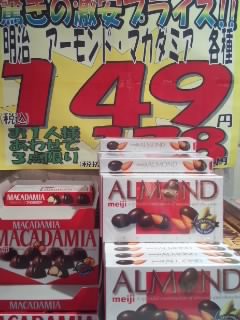 驚きの激安プライス!!!
明治 アーモンド・マカダミア 各種
149
(税込)
お1人様
あわせて
3点限り
ALMOND
meiji
MACADAMIA
MACADAMIA
MACADAMIA
ALMOND
meiji